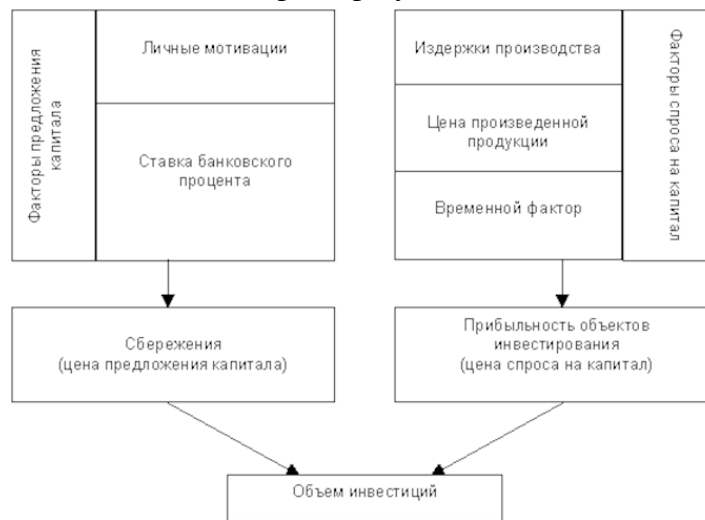 Факторы предложения
капитала
Личные мотивации
Ставка банковского
процента
Издержки производства
Цена произведенной
продукции
Временной фактор
Факторы спроса на капитал
Сбережения
(цена предложения капитала)
Прибыльность объектов
инвестирования
(цена спроса на капитал)
Объем инвестиций